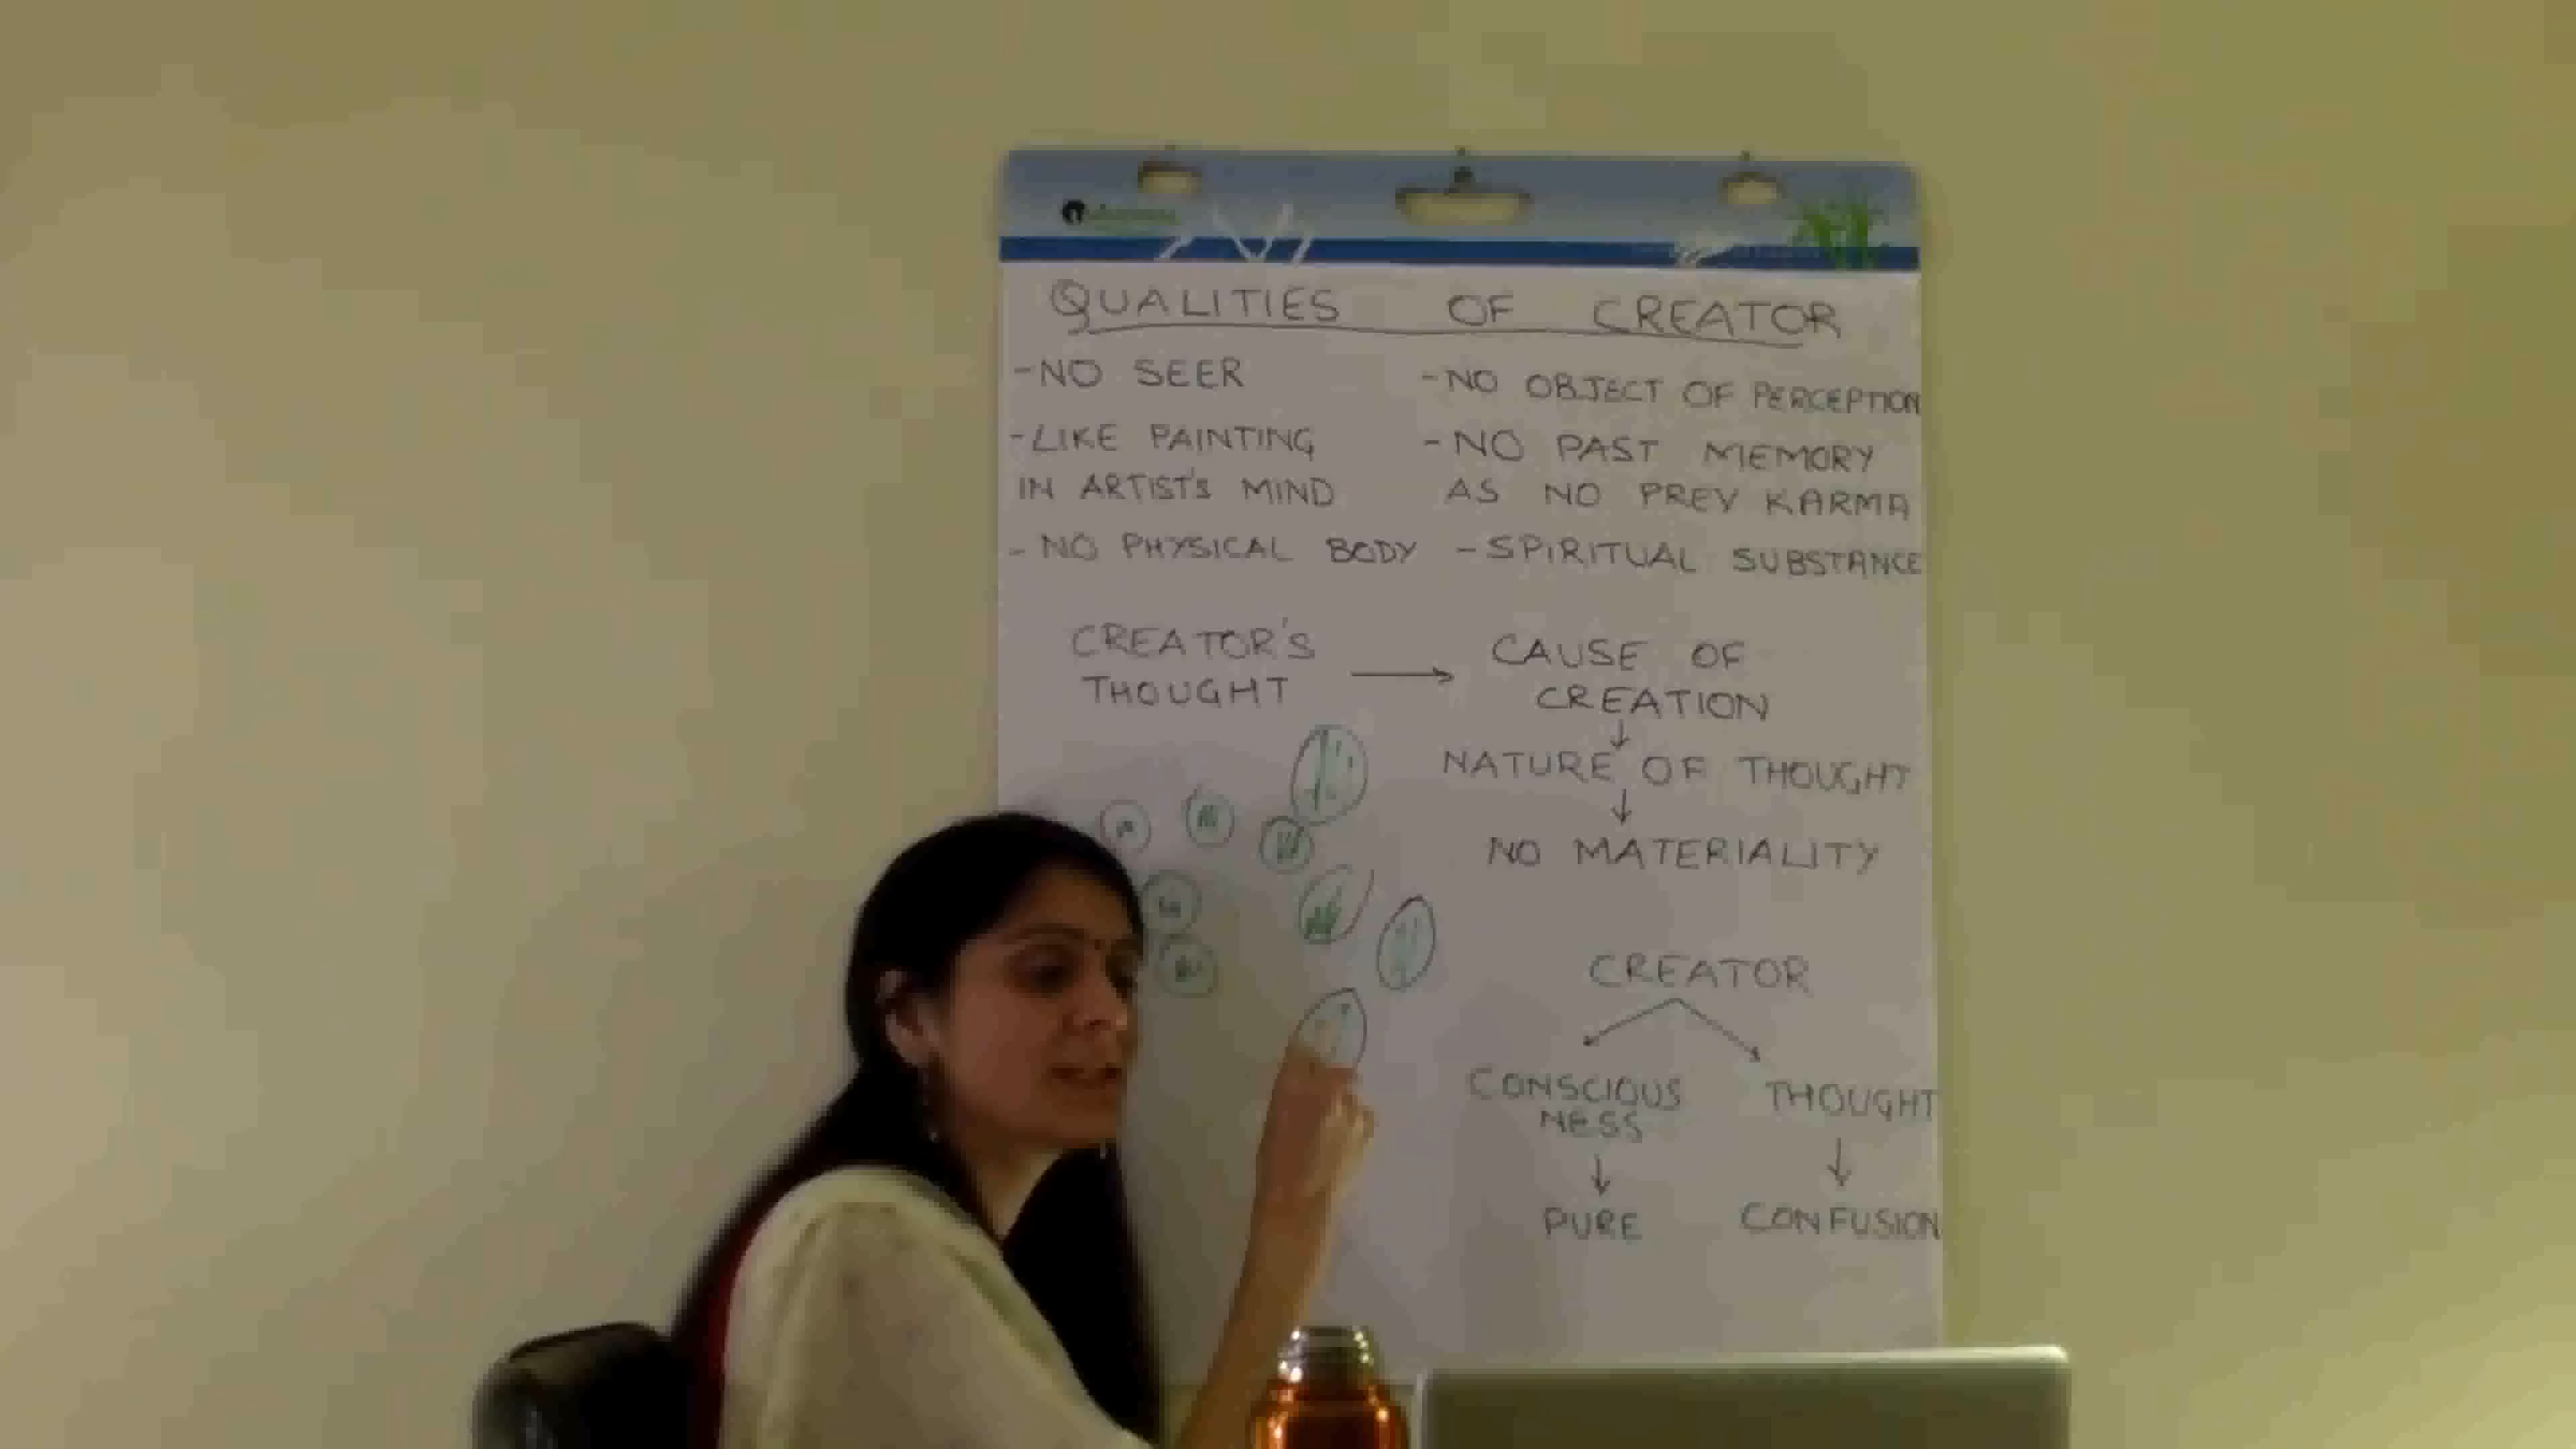 QUALITIES OF CREATOR
-NO SEER
-NO OBJECT OF PERCEPTION
-LIKE PAINTING
IN ARTIST'S MIND
-NO PAST MEMORY
AS NO PREV KARMA
- NO PHYSICAL BODY
- SPIRITUAL SUBSTANCE
CREATOR'S
THOUGHT
→ CAUSE OF
CREATION
↓
NATURE OF THOUGHT
↓
NO MATERIALITY
CREATOR
CONSCIOUS
NESS
THOUGHT
↓
↓
PURE
CONFUSION